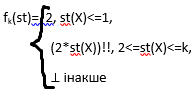 fₖ(st)= 2, st(X)<=1,
(2*st(X))!!, 2<=st(X)<=k,
⊥ інакше